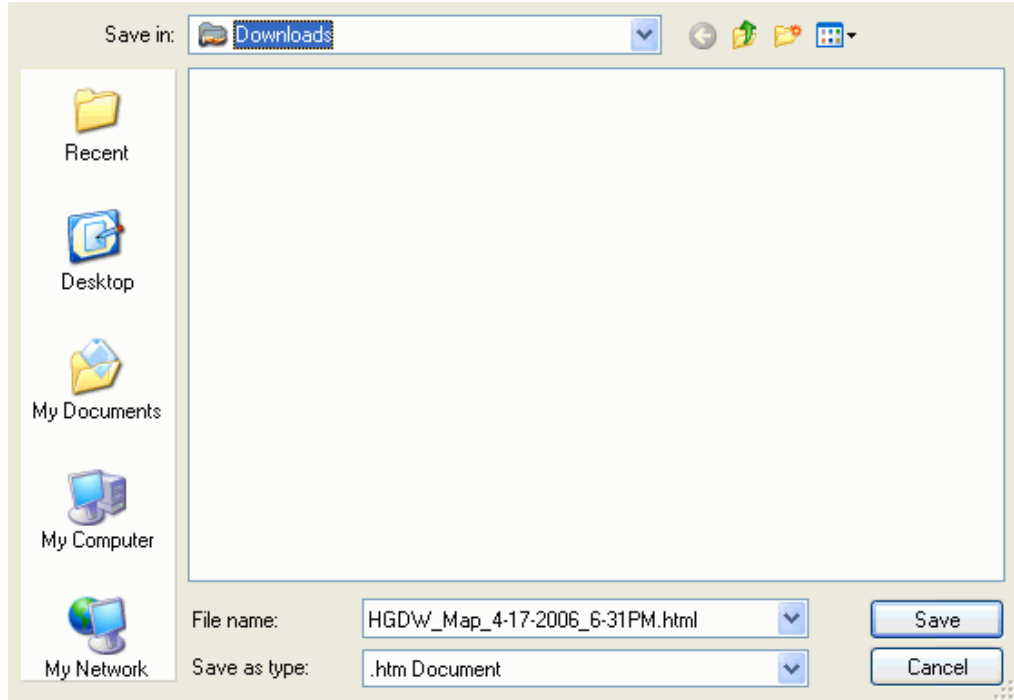 Save in:
Downloads
Recent
Desktop
My Documents
My Computer
My Network
File name:
HGDW_Map_4-17-2006_6-31PM.html
Save
Save as type:
.htm Document
Cancel